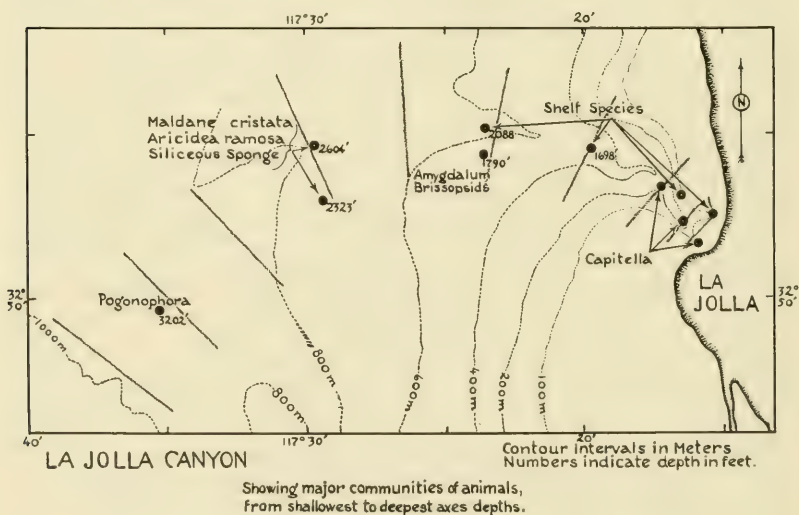 117° 30'
20'
Maldane cristata
Aricidea ramosa
Siliceous Sponge
2604'
2323'
Shelf Species
2088'
1790'
1698'
Amygdalum
Brissopsids
N
Capitella
LA
JOLLA
32°
50'
32°
50'
Pogonophora
3202'
1000m
800m
800m
600m
400m
200m
100m
40'
117° 30'
20'
LA JOLLA CANYON
Contour intervals in Meters
Numbers indicate depth in feet.
Showing major communities of animals,
from shallowest to deepest axes depths.